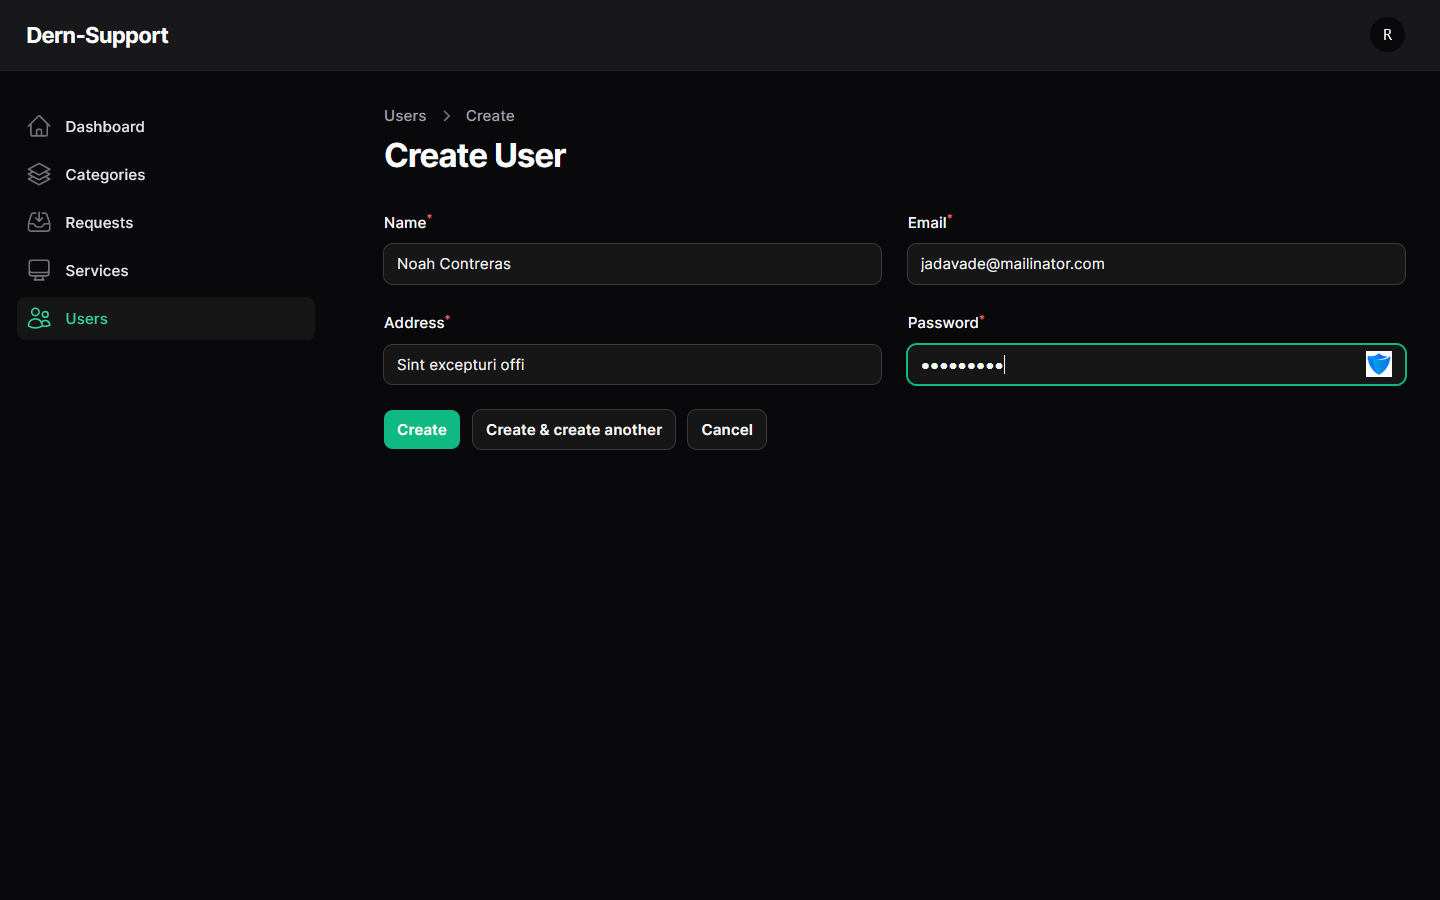 Dern-Support
R
Dashboard
Categories
Requests
Services
Users
Users > Create
Create User
Name*
Email*
Noah Contreras
jadavade@mailinator.com
Address*
Password*
Sint excepturi offi
•••••••••
Create
Create & create another
Cancel